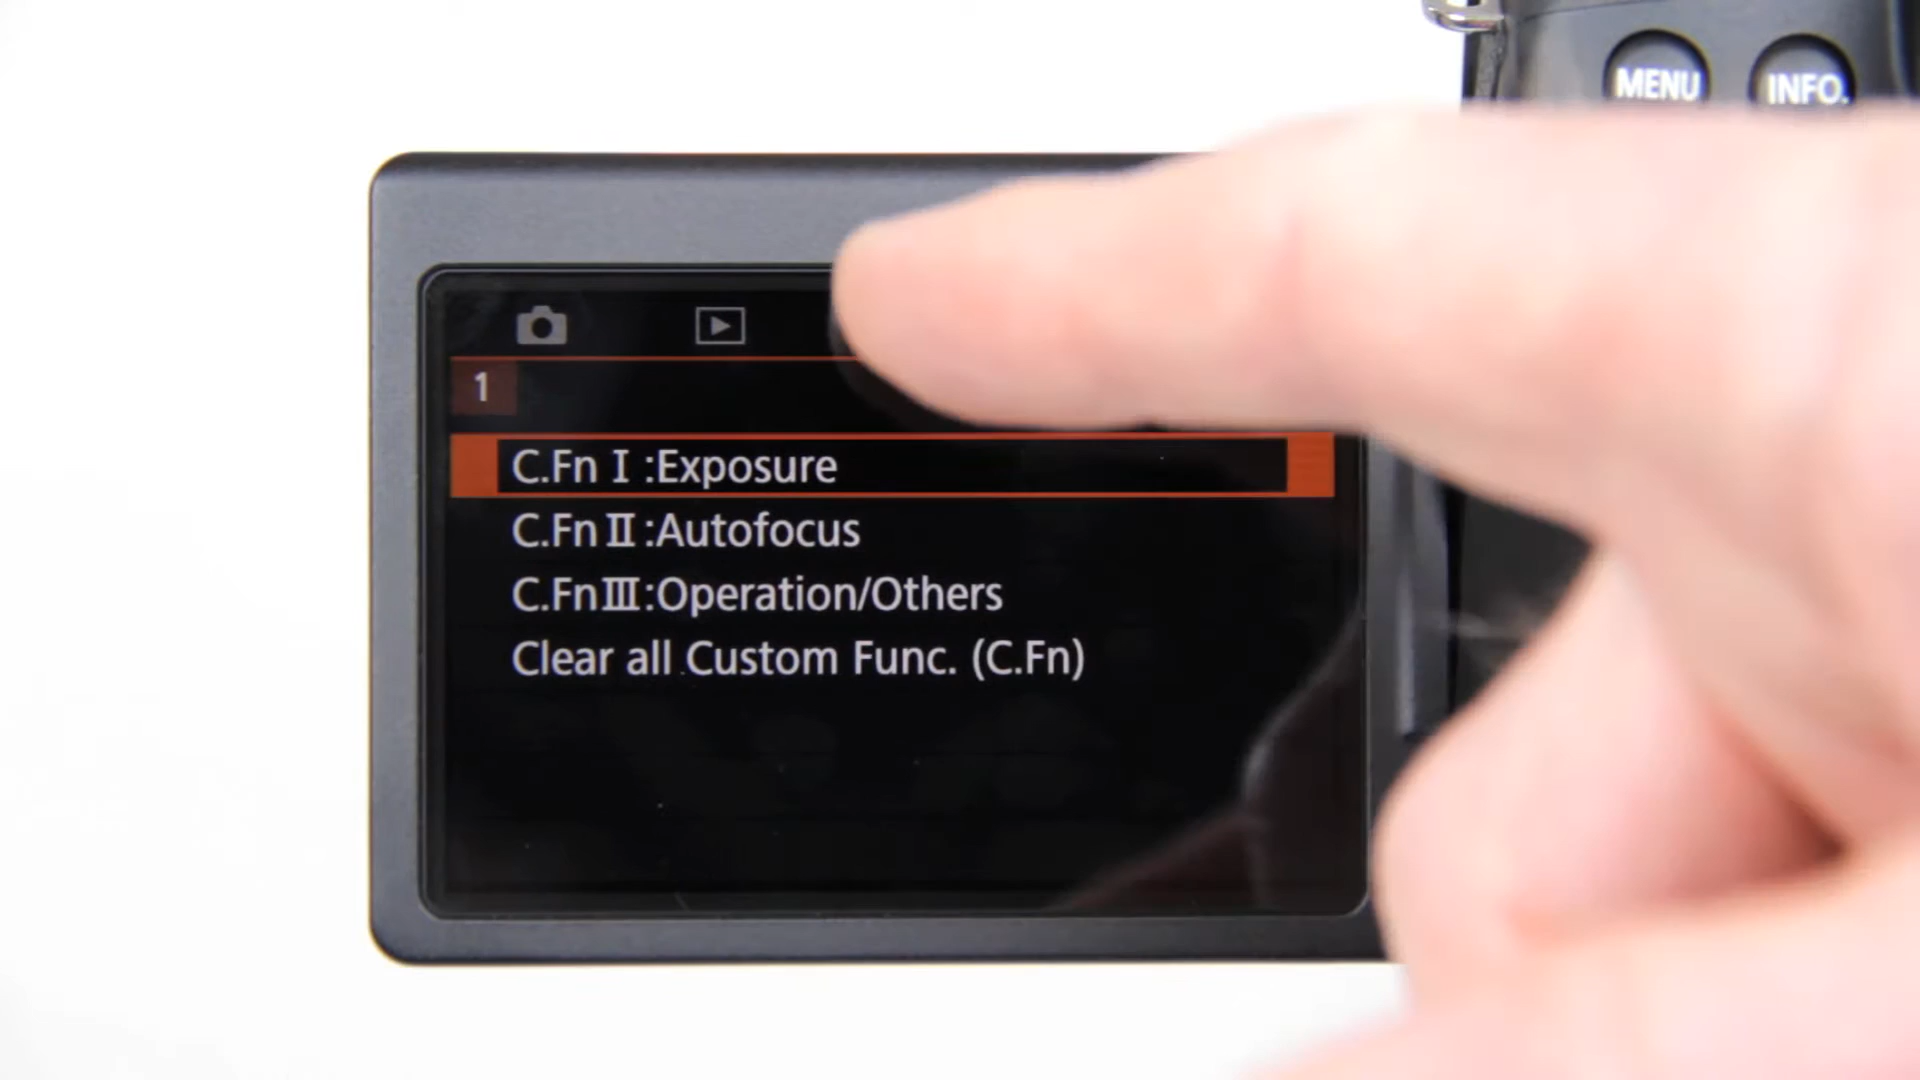 MENU INFO.
1
C.Fn I :Exposure
C.Fn II :Autofocus
C.Fn III :Operation/Others
Clear all Custom Func. (C.Fn)